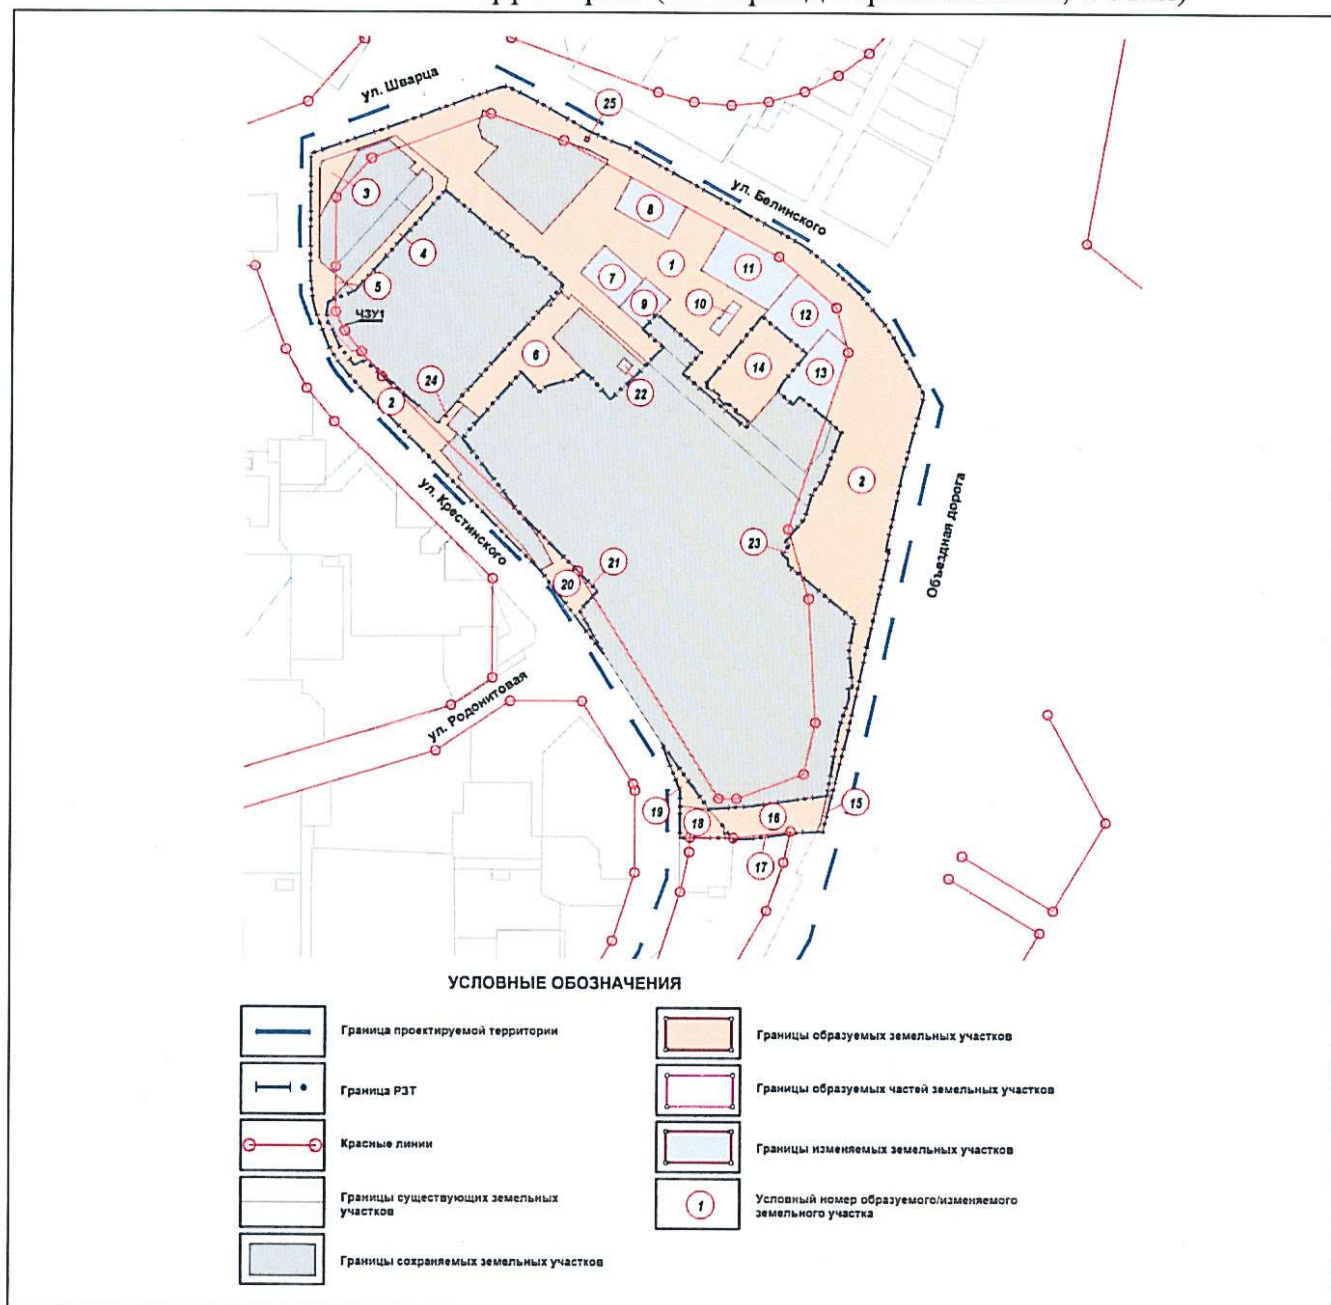 ул. Шварца
25
ул. Белинского
3
8
4
1
11
7
5
9
10
12
ЧЗУ1
6
14
13
24
22
2
2
ул. Крестинского
23
Объездная дорога
21
20
ул. Родонитовая
19
18
16
15
17
УСЛОВНЫЕ ОБОЗНАЧЕНИЯ
Граница проектируемой территории
Граница РЗТ
Красные линии
Границы существующих земельных
участков
Границы сохраняемых земельных участков
Границы образуемых земельных участков
Границы образуемых частей земельных участков
Границы изменяемых земельных участков
1
Условный номер образуемого/изменяемого
земельного участка